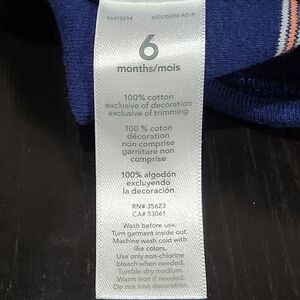 6
months/mois
100% cotton
exclusive of decoration
exclusive of trimming
100 % coton
décoration
non comprise
garniture non
comprise
100% algodón
excluyendo
la decoración
RN# 35623
CA# 53061
Wash before use.
Turn garment inside out.
Machine wash cold with
like colors.
Use only non-chlorine
bleach when needed.
Tumble dry medium.
Warm iron if needed.
Do not iron decoration.